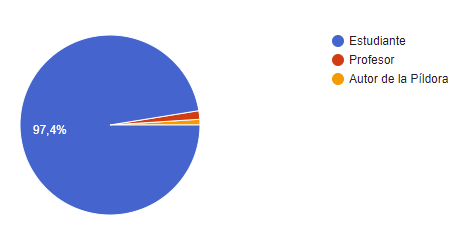 Estudiante
Profesor
Autor de la Píldora
97,4%